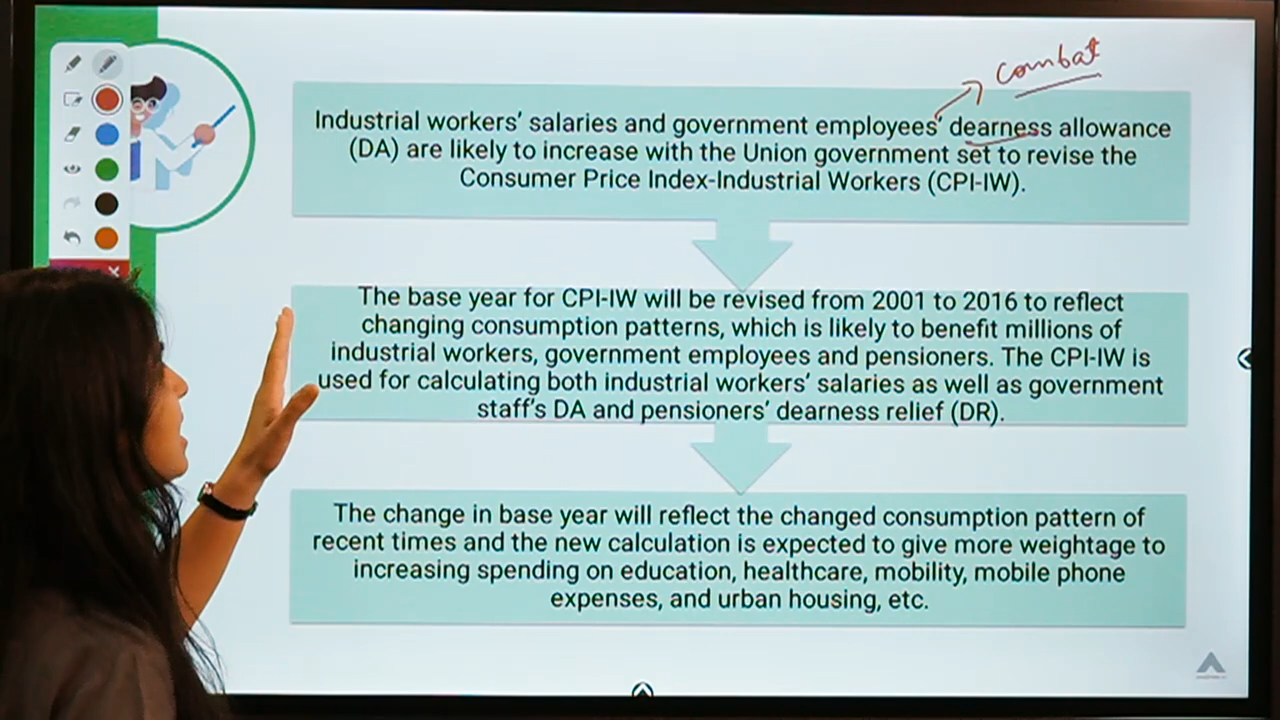 combat
Industrial workers' salaries and government employees' dearness allowance
(DA) are likely to increase with the Union government set to revise the
Consumer Price Index-Industrial Workers (CPI-IW).
The base year for CPI-IW will be revised from 2001 to 2016 to reflect
changing consumption patterns, which is likely to benefit millions of
industrial workers, government employees and pensioners. The CPI-IW is
used for calculating both industrial workers' salaries as well as government
staff's DA and pensioners' dearness relief (DR).
The change in base year will reflect the changed consumption pattern of
recent times and the new calculation is expected to give more weightage to
increasing spending on education, healthcare, mobility, mobile phone
expenses, and urban housing, etc.